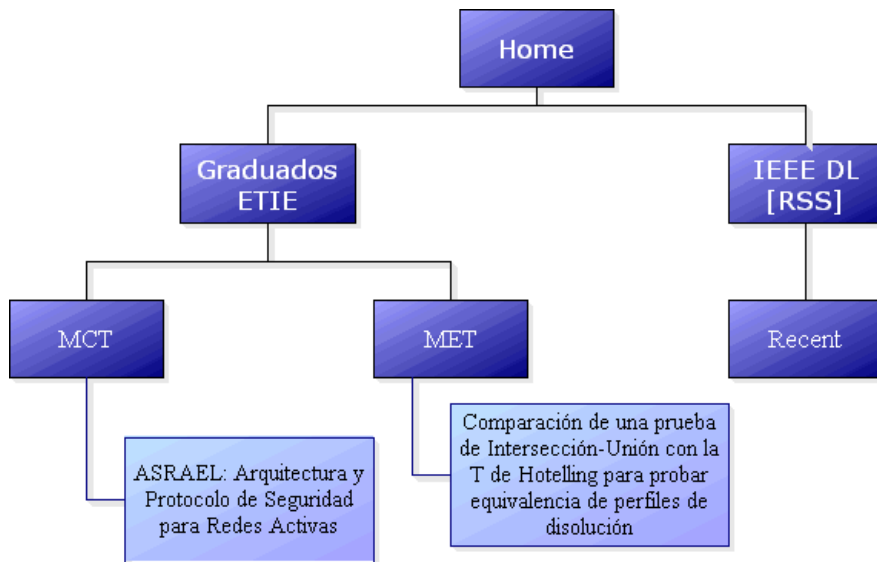 Home
Graduados
ETIE
IEEE DL
[RSS]
MCT
MET
Recent
ASRAEL: Arquitectura y
Protocolo de Seguridad
para Redes Activas
Comparación de una prueba
de Intersección-Unión con la
T de Hotelling para probar
equivalencia de perfiles de
disolución